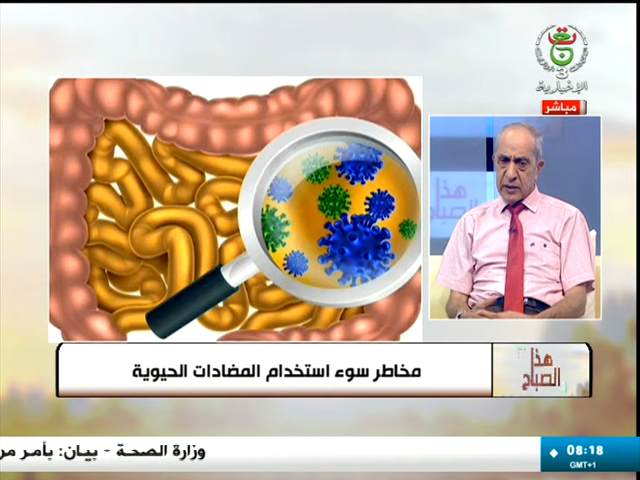 3
الإخبارية
مباشر
هذا
الصباح
مخاطر سوء استخدام المضادات الحيوية
هذا
الصباح
وزارة الصحة - بيان: بأمر من
08:18
GMT+1